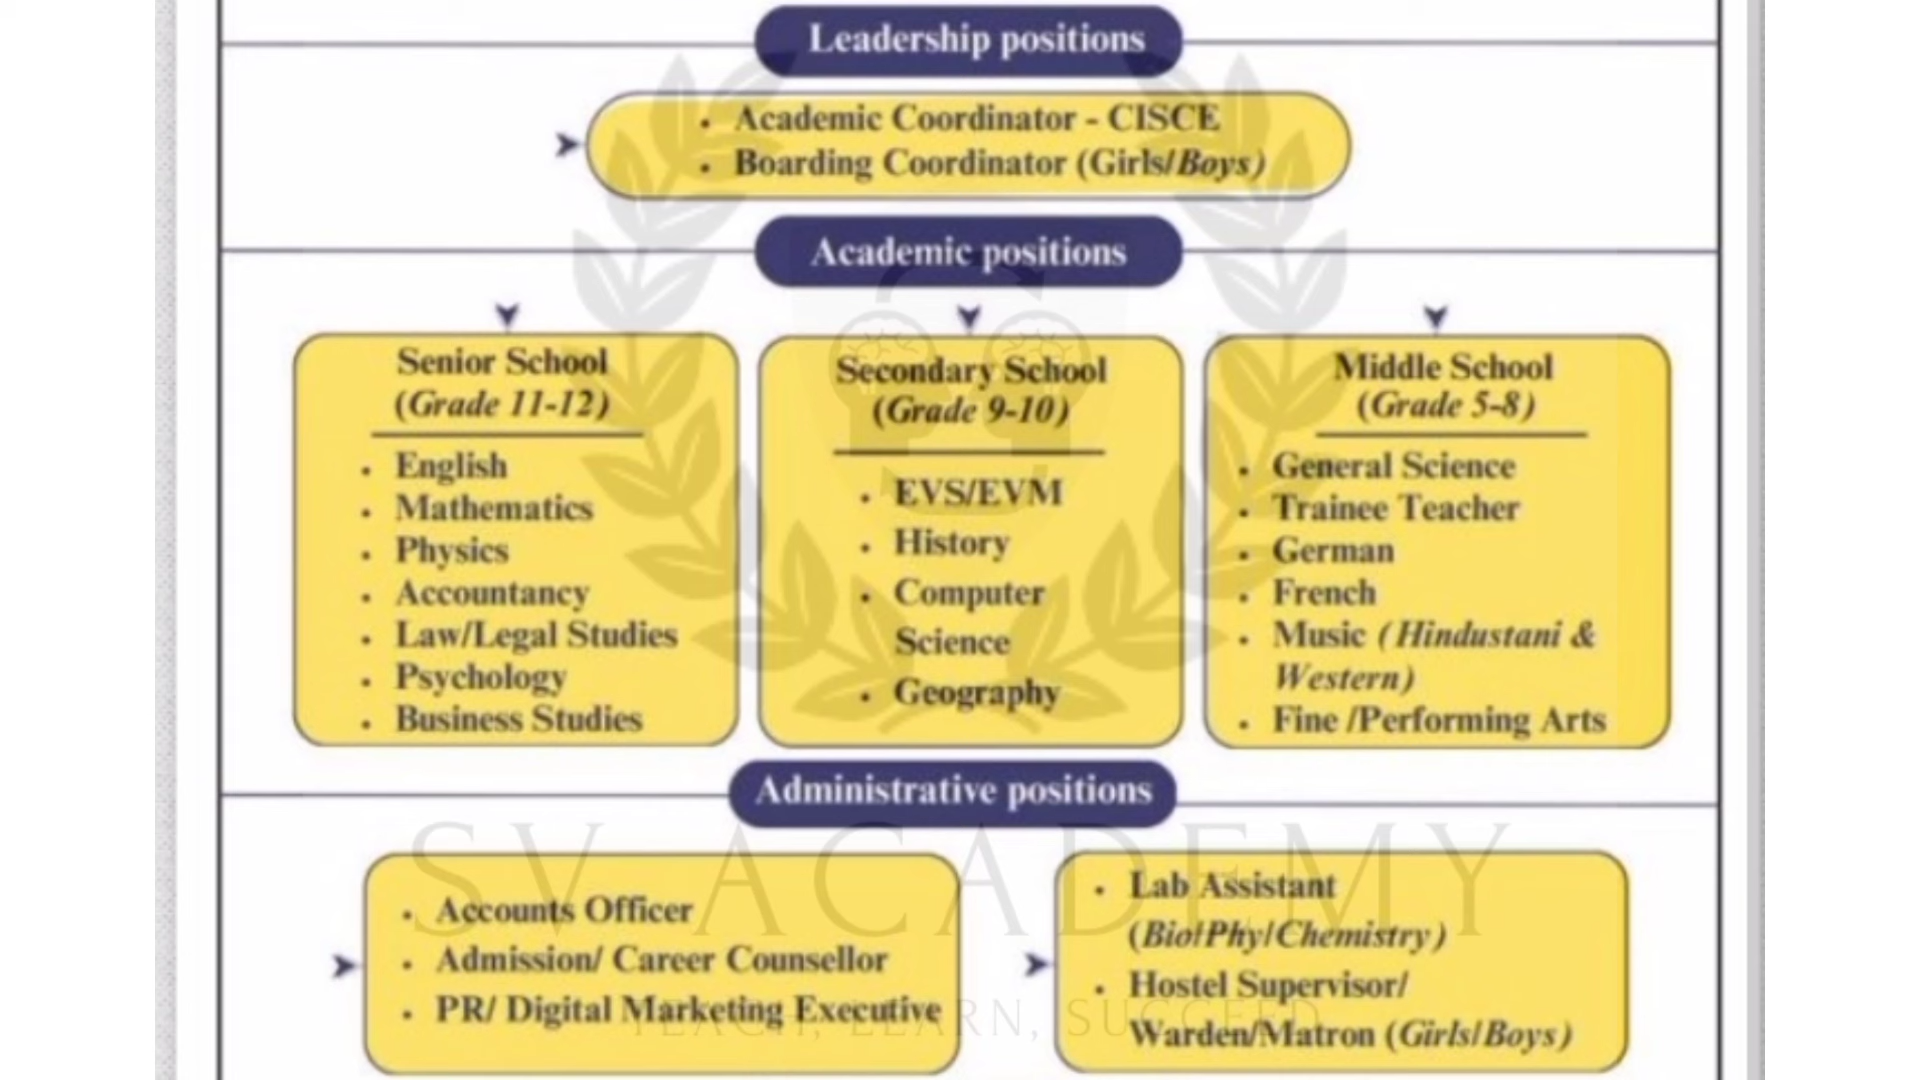 Leadership positions
• Academic Coordinator - CISCE
• Boarding Coordinator (Girls/Boys)
Academic positions
Senior School
(Grade 11-12)
• English
• Mathematics
• Physics
• Accountancy
• Law/Legal Studies
• Psychology
• Business Studies
Secondary School
(Grade 9-10)
• EVS/EVM
• History
• Computer
Science
• Geography
Middle School
(Grade 5-8)
• General Science
• Trainee Teacher
• German
• French
• Music (Hindustani &
Western)
• Fine /Performing Arts
Administrative positions
• Accounts Officer
• Admission/ Career Counsellor
• PR/ Digital Marketing Executive
• Lab Assistant
(Bio/Phy/Chemistry)
• Hostel Supervisor/
Warden/Matron (Girls/Boys)
SV ACADEMY
TEACH, LEARN, SUCCEED